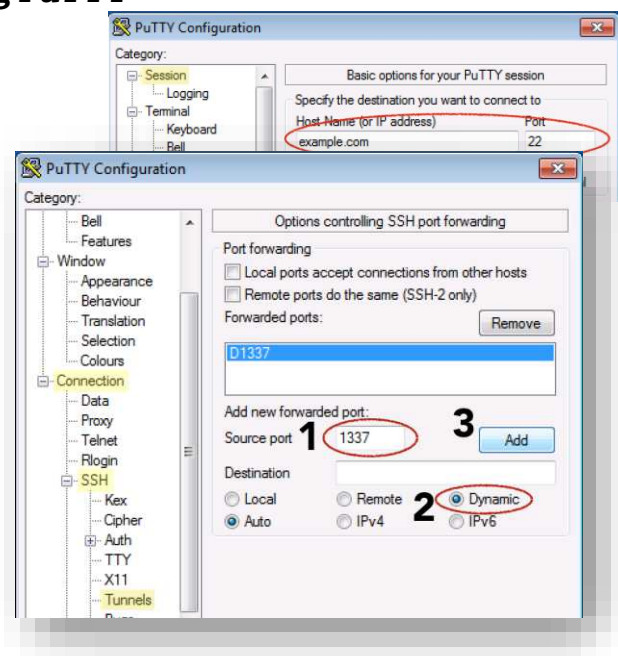 PuTTY Configuration
Category:
Session
Logging
Terminal
Keyboard
Bell
Basic options for your PuTTY session
Specify the destination you want to connect to
Host Name (or IP address) Port
example.com 22
PuTTY Configuration
Category:
Bell
Features
Window
Appearance
Behaviour
Translation
Selection
Colours
Connection
Data
Proxy
Telnet
Rlogin
SSH
Kex
Cipher
Auth
TTY
X11
Tunnels
Options controlling SSH port forwarding
Port forwarding
Local ports accept connections from other hosts
Remote ports do the same (SSH-2 only)
Forwarded ports: Remove
D1337
Add new forwarded port:
Source port 1 1337 3 Add
Destination
Local Remote 2 Dynamic
Auto IPv4 IPv6